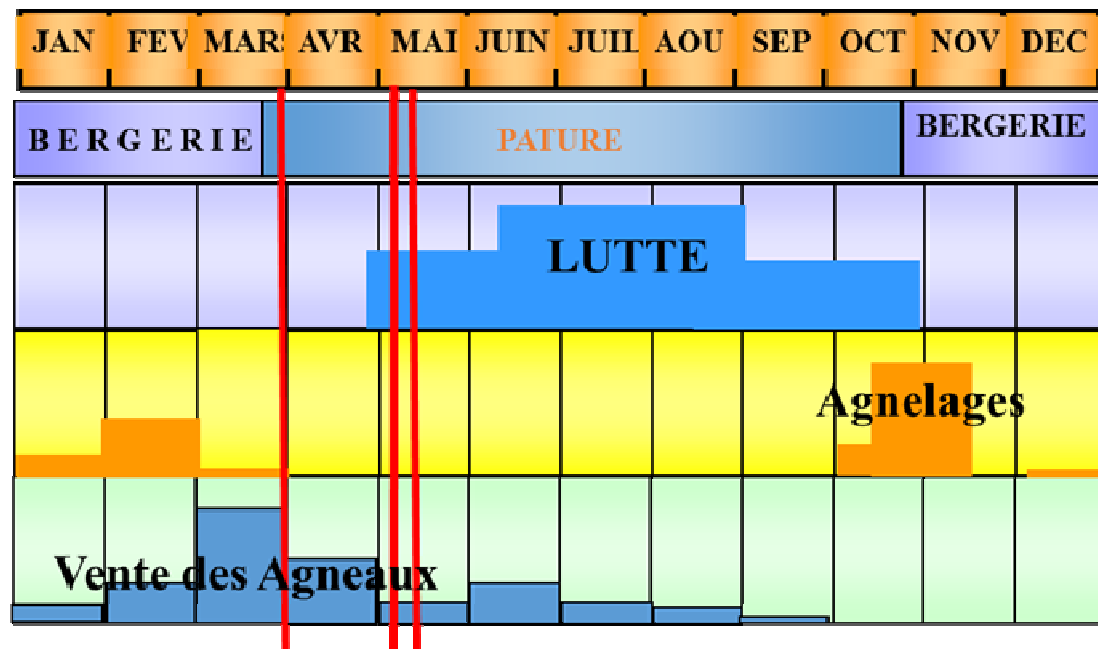 JAN FEV MARS AVR MAI JUIN JUIL AOU SEP OCT NOV DEC
BERGERIE PATURE BERGERIE
LUTTE
Agnelages
Vente des Agneaux